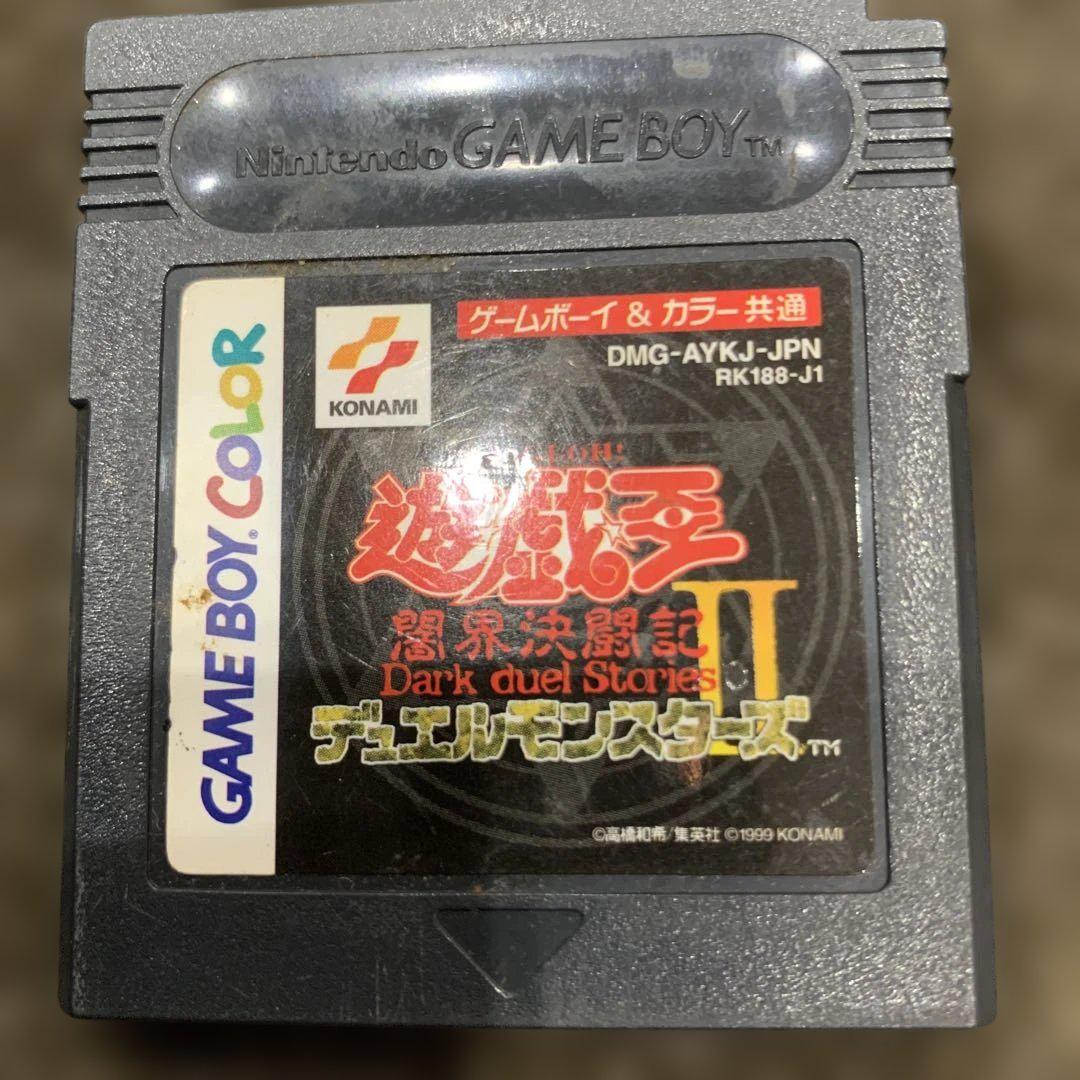 Nintendo GAME BOY™
GAME BOY COLOR
KONAMI
ゲームボーイ & カラー共通
DMG-AYKJ-JPN
RK188-J1
遊戯王
闇界決闘記
II
Dark duel Stories
デュエルモンスターズ™
©高橋和希/集英社 ©1999 KONAMI